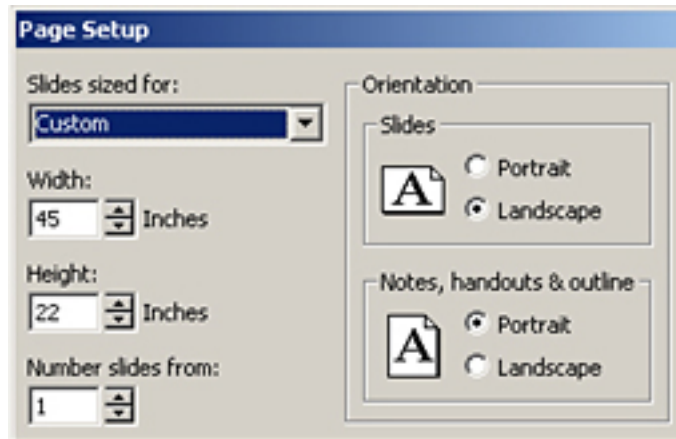 Page Setup
Slides sized for:
Custom
Width:
45 Inches
Height:
22 Inches
Number slides from:
1
Orientation
Slides
A
Portrait
Landscape
Notes, handouts & outline
A
Portrait
Landscape